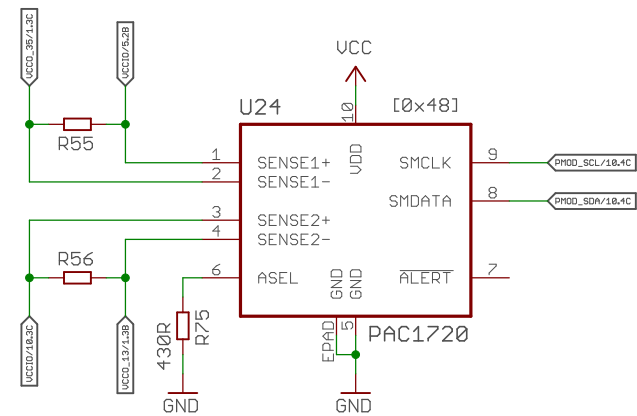 VCCO_35/1.3C
VCCIO/5.2B
VCC
U24
[0x48]
10
R55
1
SENSE1+
VDD
SMCLK
9
PMOD_SCL/10.4C
2
SENSE1-
SMDATA
8
PMOD_SDA/10.4C
3
SENSE2+
4
SENSE2-
R56
6
ASEL
GND
GND
ALERT
7
430R
R75
EPAD
5
PAC1720
VCCIO/10.3C
VCCO_13/1.3B
GND
GND